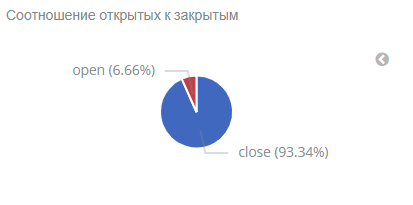 Соотношение открытых к закрытым
open (6.66%)
close (93.34%)